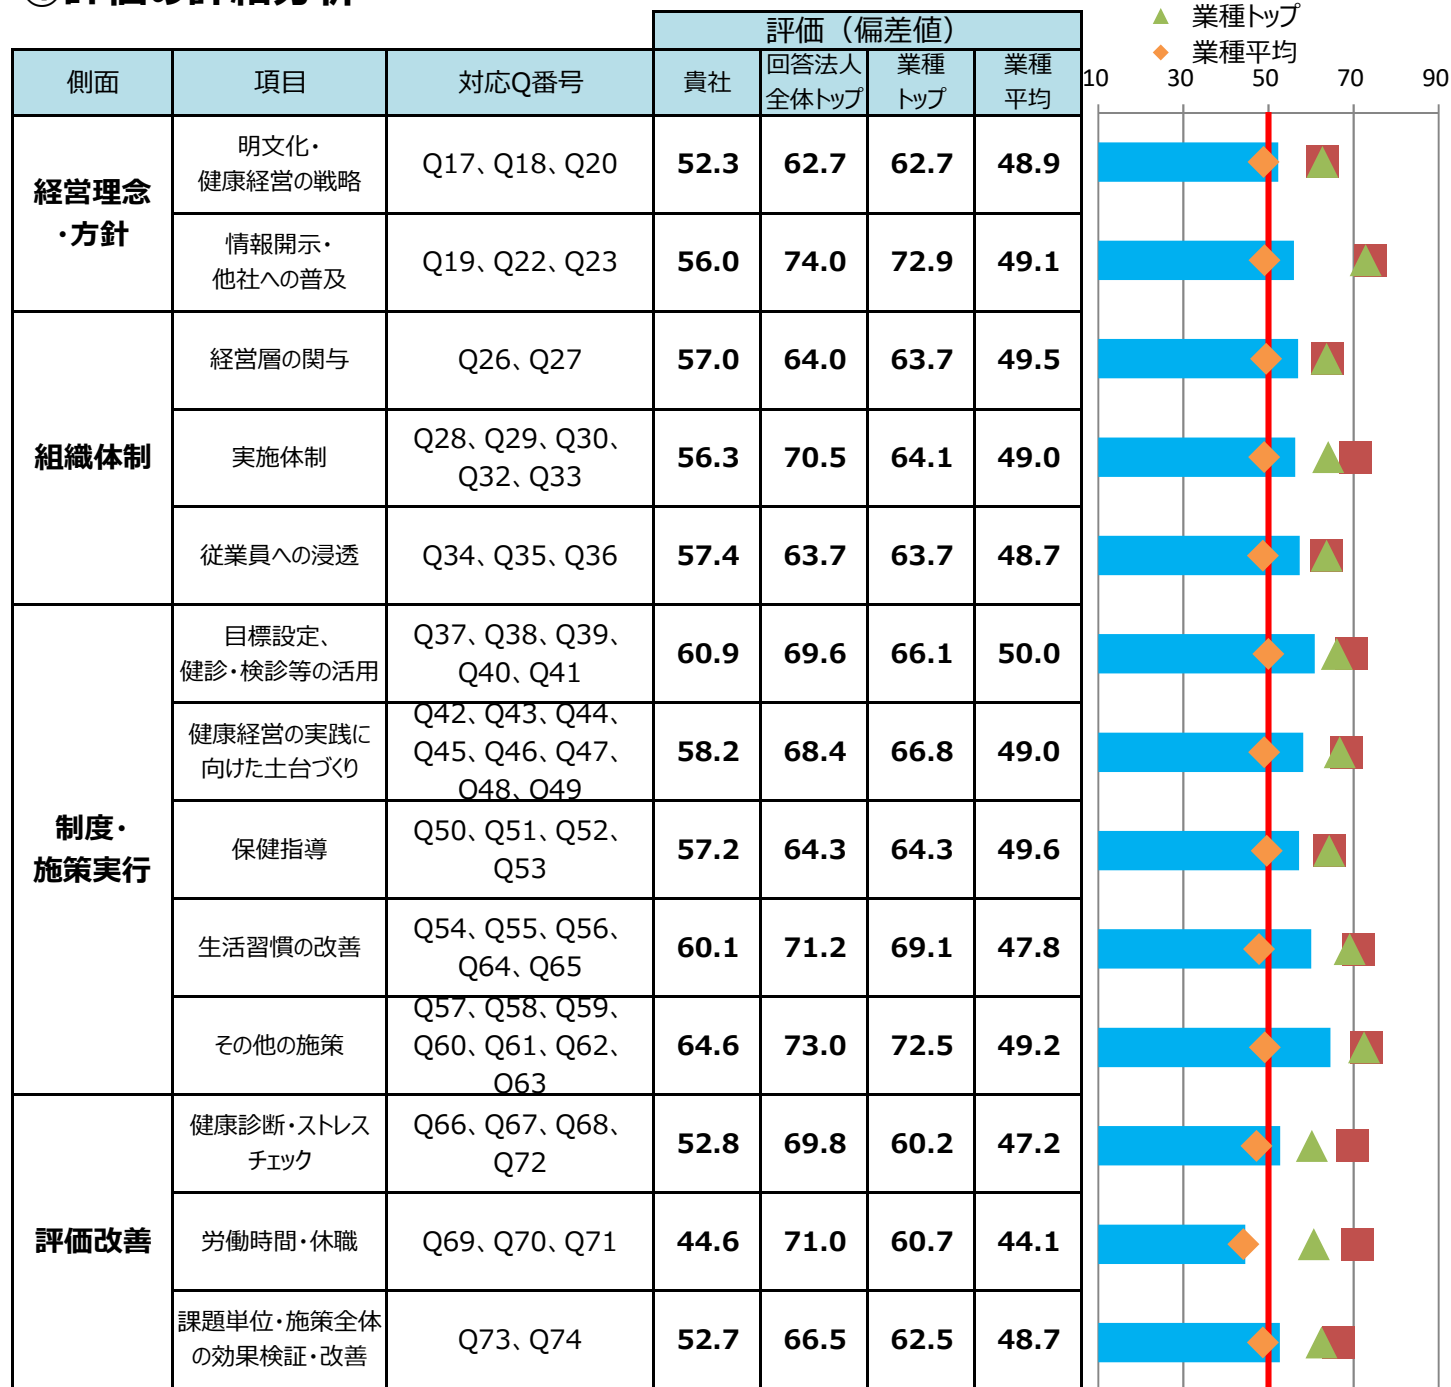 ①評価の詳細分析
▲ 業種トップ
◆ 業種平均
評価（偏差値）
側面 項目 対応Q番号 貴社 回答法人 全体トップ 業種 トップ 業種 平均
10 30 50 70 90
経営理念
・方針
明文化・
健康経営の戦略
Q17、Q18、Q20 52.3 62.7 62.7 48.9
情報開示・
他社への普及
Q19、Q22、Q23 56.0 74.0 72.9 49.1
組織体制
経営層の関与 Q26、Q27 57.0 64.0 63.7 49.5
実施体制
Q28、Q29、Q30、
Q32、Q33
56.3 70.5 64.1 49.0
従業員への浸透 Q34、Q35、Q36 57.4 63.7 63.7 48.7
制度・
施策実行
目標設定、
健診・検診等の活用
Q37、Q38、Q39、
Q40、Q41
60.9 69.6 66.1 50.0
健康経営の実践に
向けた土台づくり
Q42、Q43、Q44、
Q45、Q46、Q47、
Q48、Q49
58.2 68.4 66.8 49.0
保健指導
Q50、Q51、Q52、
Q53
57.2 64.3 64.3 49.6
生活習慣の改善
Q54、Q55、Q56、
Q64、Q65
60.1 71.2 69.1 47.8
その他の施策
Q57、Q58、Q59、
Q60、Q61、Q62、
Q63
64.6 73.0 72.5 49.2
評価改善
健康診断・ストレス
チェック
Q66、Q67、Q68、
Q72
52.8 69.8 60.2 47.2
労働時間・休職 Q69、Q70、Q71 44.6 71.0 60.7 44.1
課題単位・施策全体
の効果検証・改善
Q73、Q74 52.7 66.5 62.5 48.7